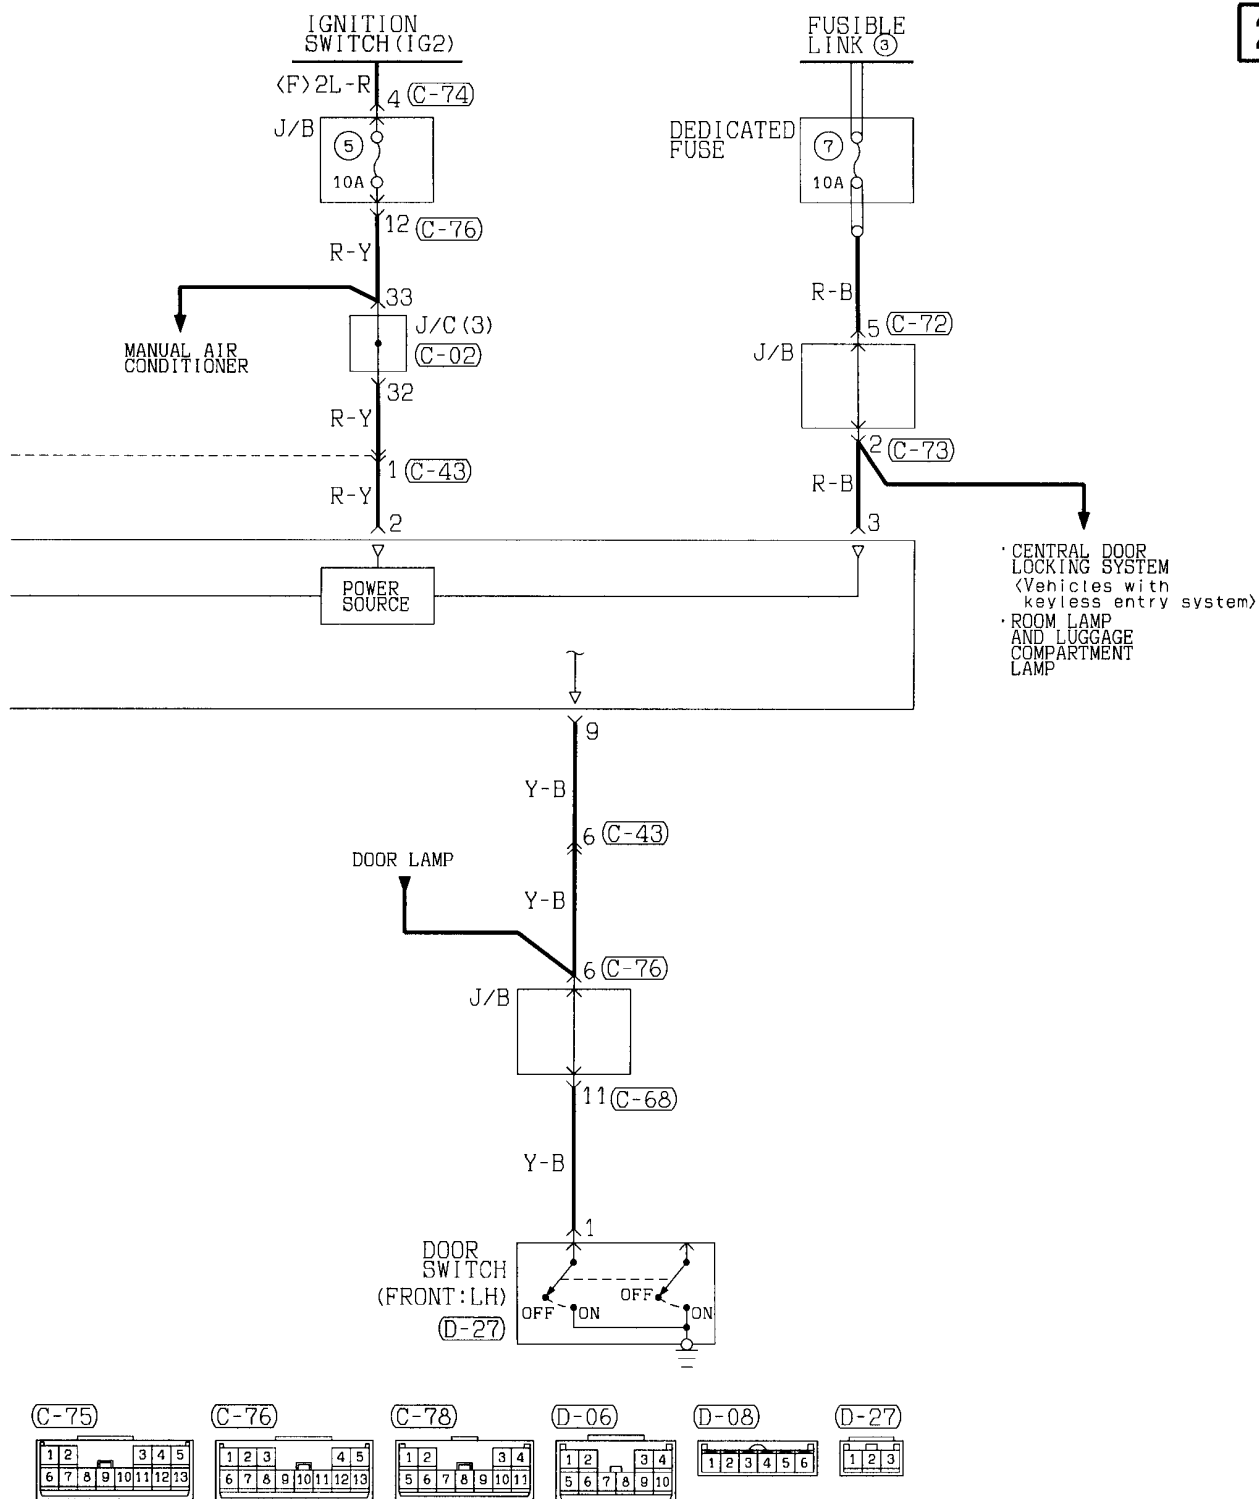 IGNITION
SWITCH(IG2)
FUSIBLE
LINK ③
<F>2L-R
4 C-74
J/B
⑤
10A
DEDICATED
FUSE
⑦
10A
12 C-76
R-Y
33
J/C(3)
C-02
MANUAL AIR
CONDITIONER
32
R-Y
1 C-43
R-Y
2
R-B
5 C-72
J/B
2 C-73
R-B
3
・CENTRAL DOOR
LOCKING SYSTEM
<Vehicles with
keyless entry system>
・ROOM LAMP
AND LUGGAGE
COMPARTMENT
LAMP
POWER
SOURCE
9
Y-B
6 C-43
DOOR LAMP
Y-B
6 C-76
J/B
11 C-68
Y-B
1
DOOR
SWITCH
(FRONT:LH)
D-27
OFF ON
OFF ON
C-75
1 2 3 4 5
6 7 8 9 10 11 12 13
C-76
1 2 3 4 5
6 7 8 9 10 11 12 13
C-78
1 2 3 4
5 6 7 8 9 10 11
D-06
1 2 3 4
5 6 7 8 9 10
D-08
1 2 3 4 5 6
D-27
1 2 3